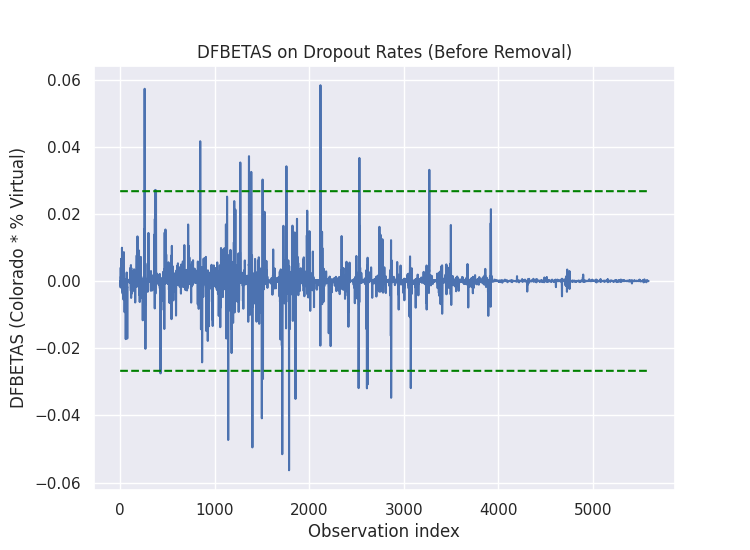 DFBETAS on Dropout Rates (Before Removal)
DFBETAS (Colorado * % Virtual)
0.06
0.04
0.02
0.00
−0.02
−0.04
−0.06
0 1000 2000 3000 4000 5000
Observation index